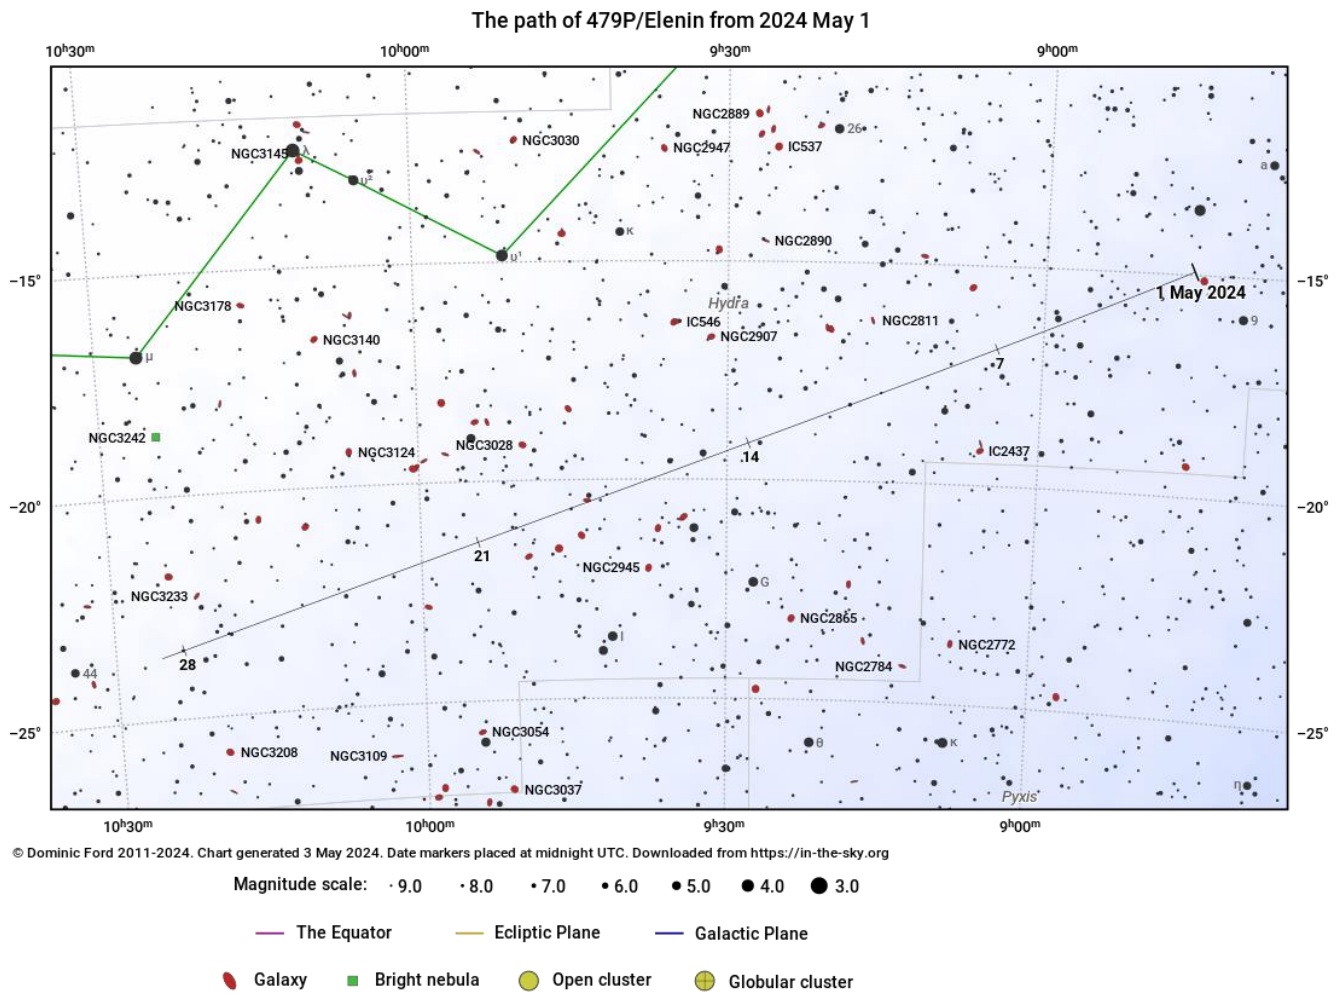 The path of 479P/Elenin from 2024 May 1
10h30m 10h00m 9h30m 9h00m
NGC2889
26
NGC3030
NGC3145 λ
NGC2947
IC537
a
υ²
κ
NGC2890
υ¹
−15°
−15°
1 May 2024
Hydra
NGC3178
IC546
NGC2811
9
NGC2907
NGC3140
μ
7
NGC3242
NGC3028
NGC3124
14
IC2437
−20°
−20°
21
NGC2945
G
NGC3233
NGC2865
I
NGC2772
28
NGC2784
44
−25°
−25°
NGC3054
θ
κ
NGC3208
NGC3109
NGC3037
Pyxis
η
10h30m 10h00m 9h30m 9h00m
© Dominic Ford 2011-2024. Chart generated 3 May 2024. Date markers placed at midnight UTC. Downloaded from https://in-the-sky.org
Magnitude scale: 9.0 8.0 7.0 6.0 5.0 4.0 3.0
The Equator Ecliptic Plane Galactic Plane
Galaxy Bright nebula Open cluster Globular cluster